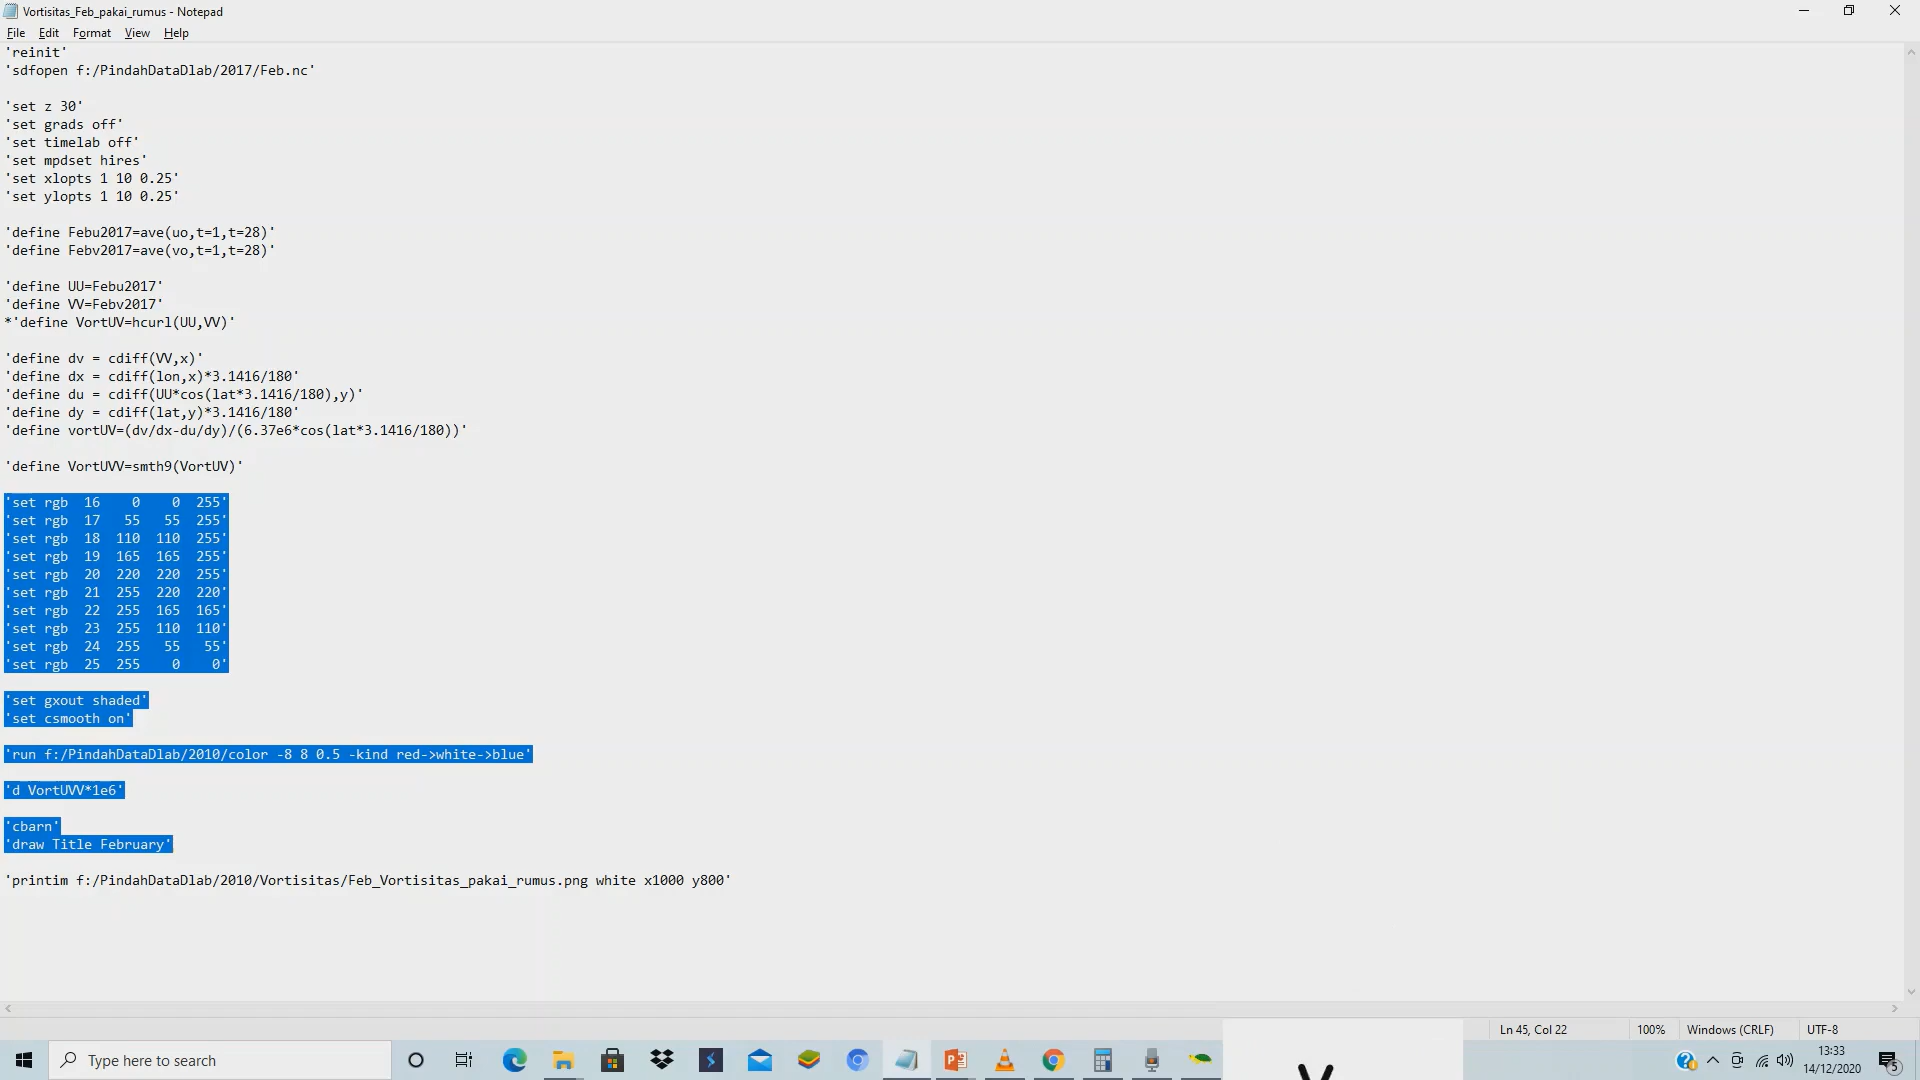 Vortisitas_Feb_pakai_rumus - Notepad
File Edit Format View Help
'reinit'
'sdfopen f:/PindahDataDlab/2017/Feb.nc'
'set z 30'
'set grads off'
'set timelab off'
'set mpdset hires'
'set xlopts 1 10 0.25'
'set ylopts 1 10 0.25'
'define Febu2017=ave(uo,t=1,t=28)'
'define Febv2017=ave(vo,t=1,t=28)'
'define UU=Febu2017'
'define VV=Febv2017'
*'define VortUV=hcurl(UU,VV)'
'define dv = cdiff(VV,x)'
'define dx = cdiff(lon,x)*3.1416/180'
'define du = cdiff(UU*cos(lat*3.1416/180),y)'
'define dy = cdiff(lat,y)*3.1416/180'
'define vortUV=(dv/dx-du/dy)/(6.37e6*cos(lat*3.1416/180))'
'define VortUVV=smth9(VortUV)'
'set rgb  16    0    0  255'
'set rgb  17   55   55  255'
'set rgb  18  110  110  255'
'set rgb  19  165  165  255'
'set rgb  20  220  220  255'
'set rgb  21  255  220  220'
'set rgb  22  255  165  165'
'set rgb  23  255  110  110'
'set rgb  24  255   55   55'
'set rgb  25  255    0    0'
'set gxout shaded'
'set csmooth on'
'run f:/PindahDataDlab/2010/color -8 8 0.5 -kind red->white->blue'
'd VortUVV*1e6'
'cbarn'
'draw Title February'
'printim f:/PindahDataDlab/2010/Vortisitas/Feb_Vortisitas_pakai_rumus.png white x1000 y800'
Ln 45, Col 22 100% Windows (CRLF) UTF-8
Type here to search
13:33
14/12/2020
5